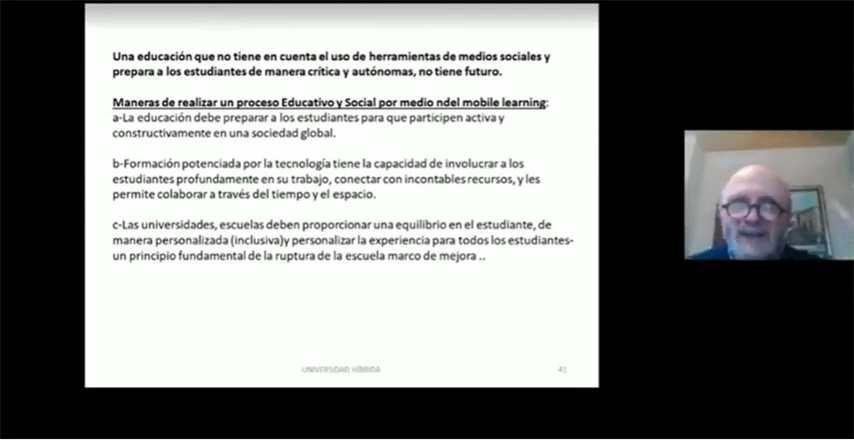 Una educación que no tiene en cuenta el uso de herramientas de medios sociales y
prepara a los estudiantes de manera crítica y autónomas, no tiene futuro.
Maneras de realizar un proceso Educativo y Social por medio ndel mobile learning:
a-La educación debe preparar a los estudiantes para que participen activa y
constructivamente en una sociedad global.
b-Formación potenciada por la tecnología tiene la capacidad de involucrar a los
estudiantes profundamente en su trabajo, conectar con incontables recursos, y les
permite colaborar a través del tiempo y el espacio.
c-Las universidades, escuelas deben proporcionar una equilibrio en el estudiante, de
manera personalizada (inclusiva)y personalizar la experiencia para todos los estudiantes-
un principio fundamental de la ruptura de la escuela marco de mejora ..
UNIVERSIDAD HÍBRIDA
41